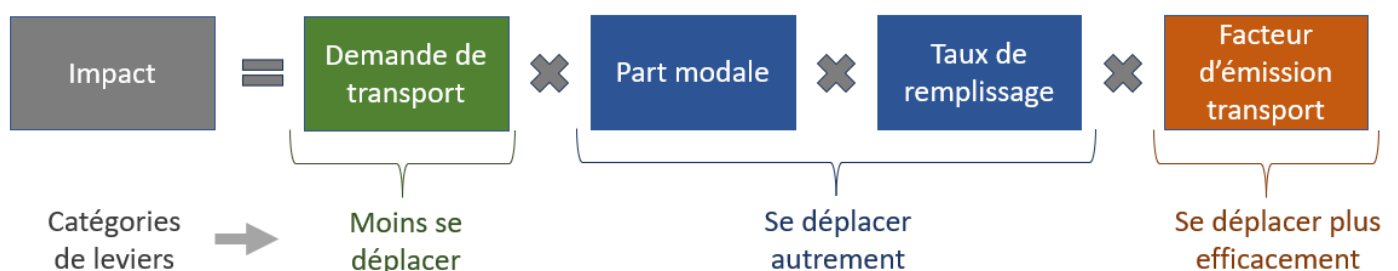 Impact
Demande de
transport
Part modale
Taux de
remplissage
Facteur
d'émission
transport
Catégories
de leviers
Moins se
déplacer
Se déplacer
autrement
Se déplacer plus
efficacement